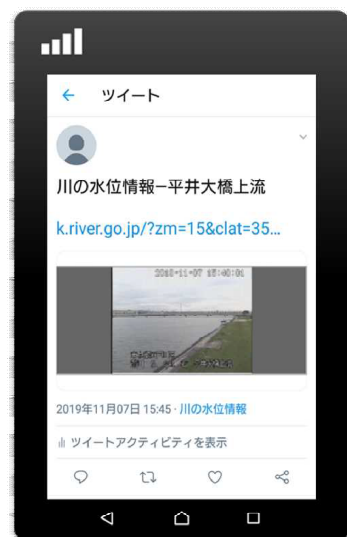 ツイート
川の水位情報−平井大橋上流
k.river.go.jp/?zm=15&clat=35...
2019年11月07日 15:45·川の水位情報
ツイートアクティビティを表示